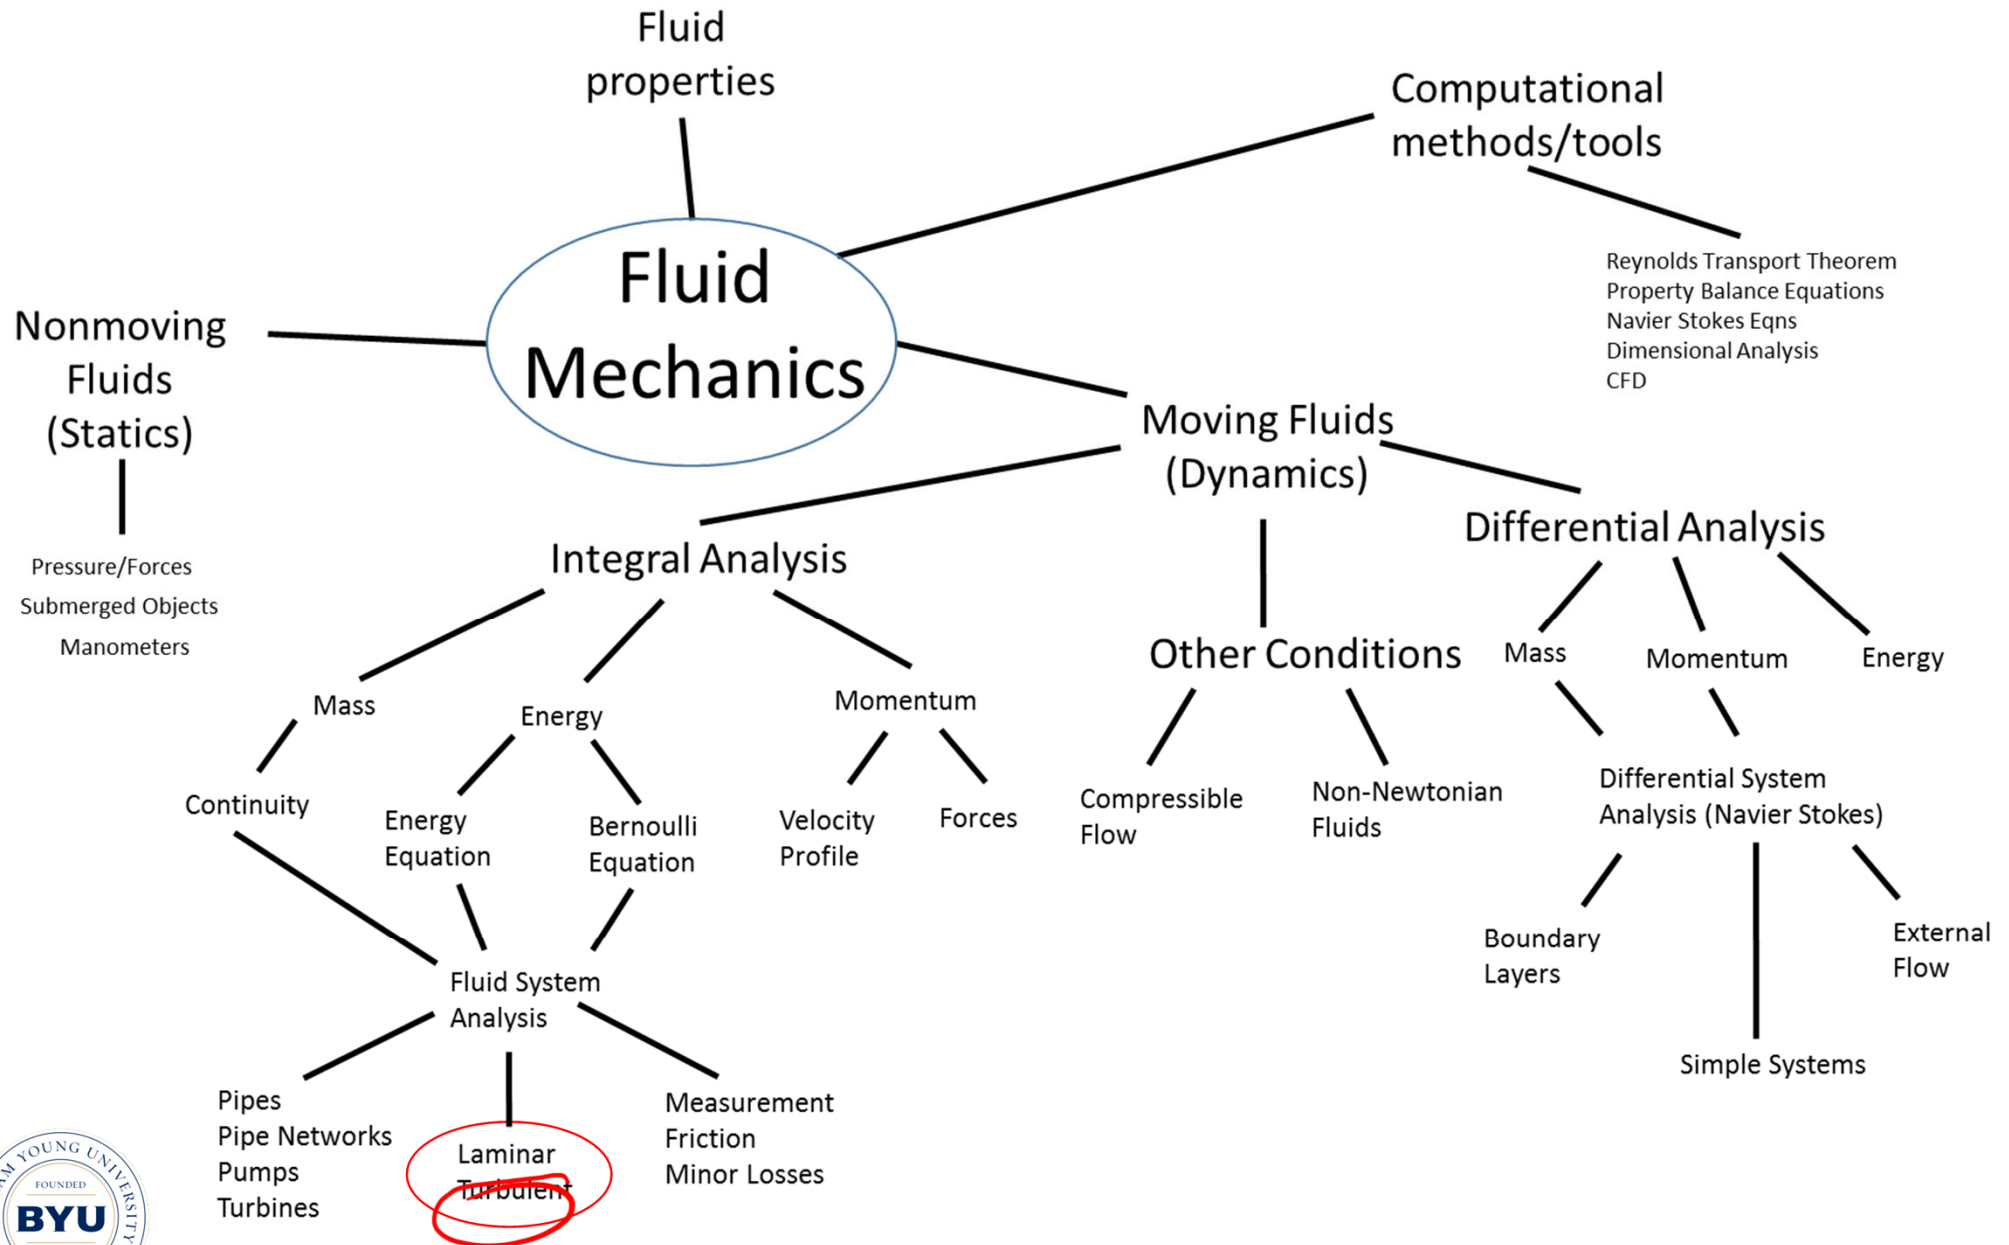 Fluid
properties
Computational
methods/tools
Reynolds Transport Theorem
Property Balance Equations
Navier Stokes Eqns
Dimensional Analysis
CFD
Fluid
Mechanics
Nonmoving
Fluids
(Statics)
Pressure/Forces
Submerged Objects
Manometers
Moving Fluids
(Dynamics)
Integral Analysis
Mass
Continuity
Energy
Energy
Equation
Bernoulli
Equation
Momentum
Velocity
Profile
Forces
Fluid System
Analysis
Pipes
Pipe Networks
Pumps
Turbines
Laminar
Turbulent
Measurement
Friction
Minor Losses
Other Conditions
Compressible
Flow
Non-Newtonian
Fluids
Differential Analysis
Mass
Momentum
Energy
Differential System
Analysis (Navier Stokes)
Boundary
Layers
Simple Systems
External
Flow
AM YOUNG UNIVERSITY
FOUNDED
BYU